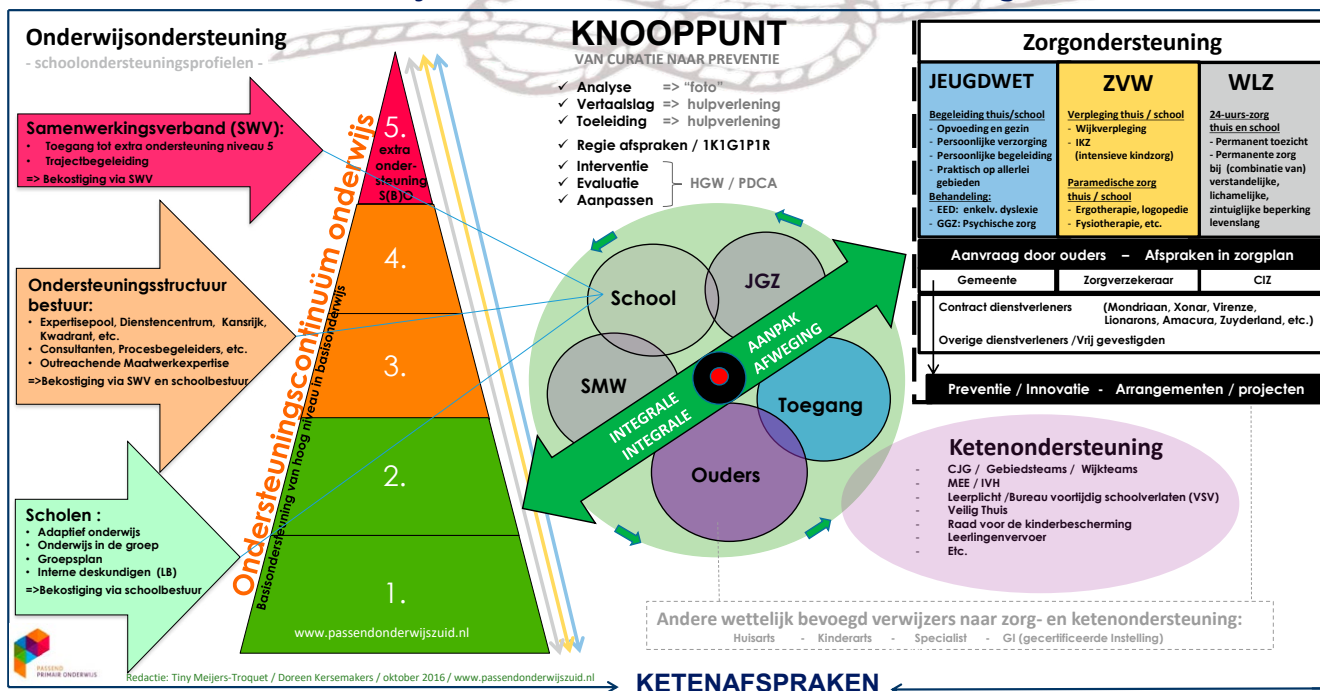 Onderwijsondersteuning
- schoolondersteuningsprofielen -
Samenwerkingsverband (SWV):
• Toegang tot extra ondersteuning niveau 5
• Trajectbegeleiding
=> Bekostiging via SWV
Ondersteuningsstructuur
bestuur:
• Expertisepool, Dienstencentrum, Kansrijk,
Kwadrant, etc.
• Consultanten, Procesbegeleiders, etc.
• Outreachende Maatwerkexpertise
=>Bekostiging via SWV en schoolbestuur
Scholen :
• Adaptief onderwijs
• Onderwijs in de groep
• Groepsplan
• Interne deskundigen (LB)
=>Bekostiging via schoolbestuur
Ondersteuningscontinuüm onderwijs
Basisondersteuning van hoog niveau in basisonderwijs
5.
extra
onder-
steuning
S(B)O
4.
3.
2.
1.
www.passendonderwijszuid.nl
KNOOPPUNT
VAN CURATIE NAAR PREVENTIE
✓ Analyse => "foto"
✓ Vertaalslag => hulpverlening
✓ Toeleiding => hulpverlening
✓ Regie afspraken / 1K1G1P1R
✓ Interventie
✓ Evaluatie
✓ Aanpassen
HGW / PDCA
School
JGZ
SMW
Toegang
Ouders
INTEGRALE AANPAK
INTEGRALE AFWEGING
Zorgondersteuning
JEUGDWET
Begeleiding thuis/school
- Opvoeding en gezin
- Persoonlijke verzorging
- Persoonlijke begeleiding
- Praktisch op allerlei
gebieden
Behandeling:
- EED: enkelv. dyslexie
- GGZ: Psychische zorg
ZVW
Verpleging thuis / school
- Wijkverpleging
- IKZ
(intensieve kindzorg)
Paramedische zorg
thuis / school
- Ergotherapie, logopedie
- Fysiotherapie, etc.
WLZ
24-uurs-zorg
thuis en school
- Permanent toezicht
- Permanente zorg
bij (combinatie van)
verstandelijke,
lichamelijke,
zintuiglijke beperking
levenslang
Aanvraag door ouders – Afspraken in zorgplan
Gemeente
Zorgverzekeraar
CIZ
Contract dienstverleners (Mondriaan, Xonar, Virenze,
Lionarons, Amacura, Zuyderland, etc.)
Overige dienstverleners /Vrij gevestigden
Preventie / Innovatie - Arrangementen / projecten
Ketenondersteuning
- CJG / Gebiedsteams / Wijkteams
- MEE / IVH
- Leerplicht /Bureau voortijdig schoolverlaten (VSV)
- Veilig Thuis
- Raad voor de kinderbescherming
- Leerlingenvervoer
- Etc.
Andere wettelijk bevoegd verwijzers naar zorg- en ketenondersteuning:
Huisarts - Kinderarts - Specialist - GI (gecertificeerde Instelling)
PASSEND
PRIMAIR ONDERWIJS
Redactie: Tiny Meijers-Troquet / Doreen Kersemakers / oktober 2016 / www.passendonderwijszuid.nl
KETENAFSPRAKEN